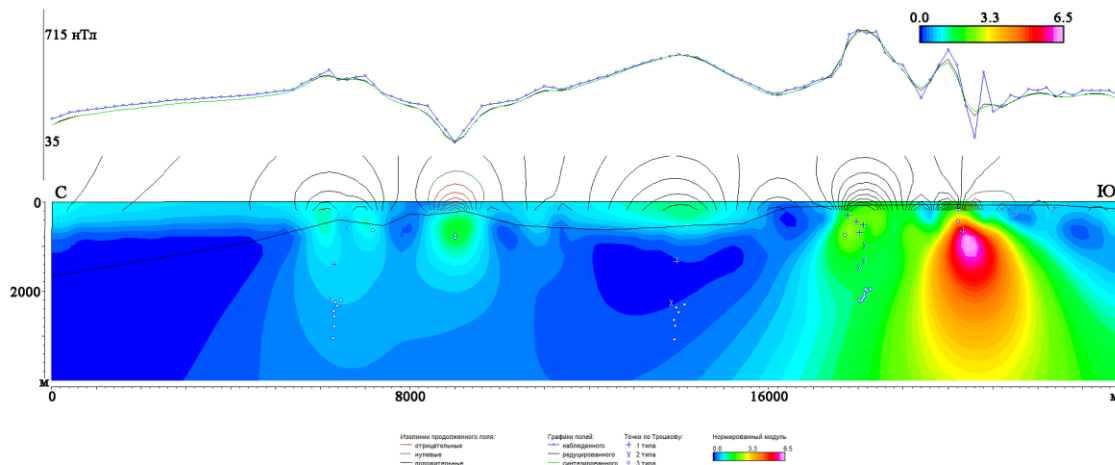 715 нТл
0.0 3.3 6.5
35
С Ю
0
2000
м
0 8000 16000 м
Изолинии продолженного поля: Графики полей: Точки по Трошкову: Нормированный модуль
отрицательные наблюденного 1 типа 0.0 3.3 6.5
нулевые редуцированного 2 типа
положительные синтезированного 3 типа